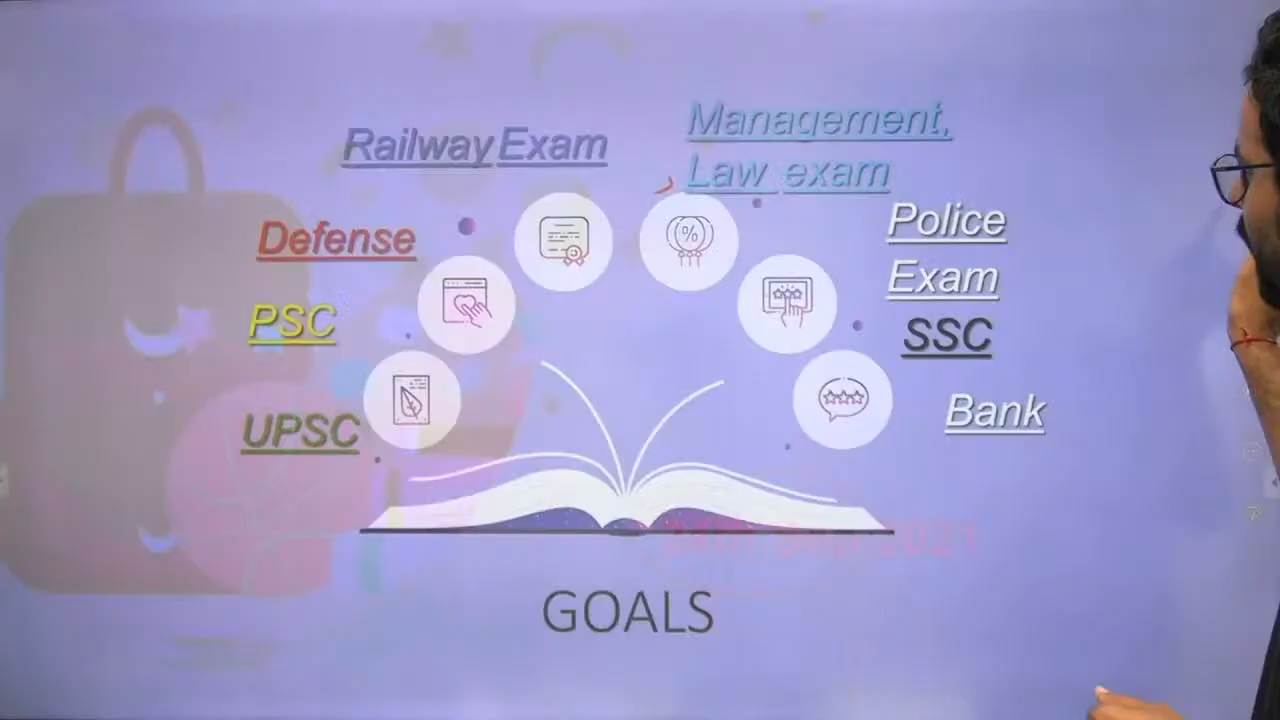 Railway Exam
Management,
Law exam
Defense
Police
Exam
PSC
SSC
UPSC
Bank
%
GOALS